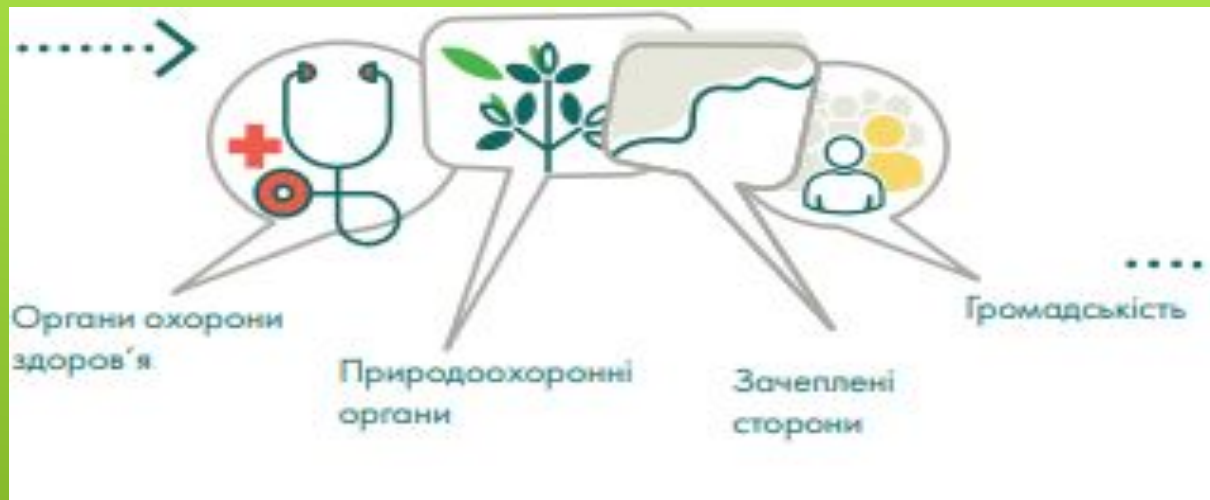 Органи охорони
здоров´я
Природоохоронні
органи
Зачеплені
сторони
Громадськість